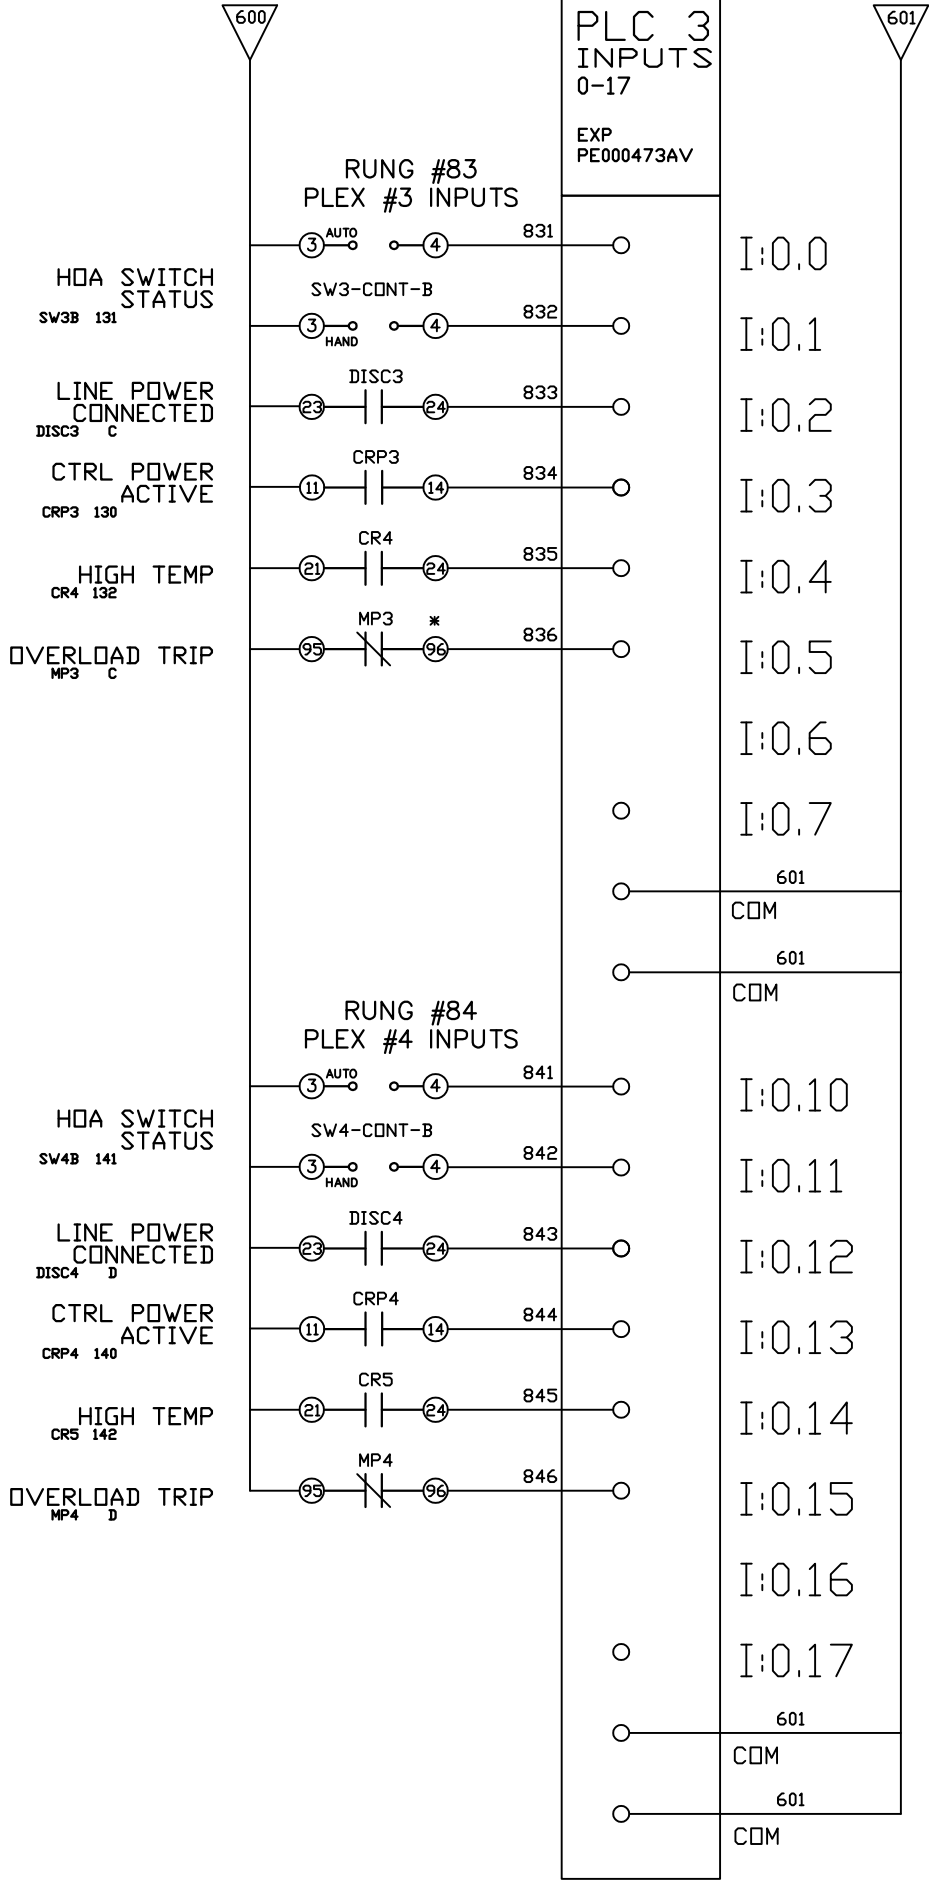 600
PLC 3
INPUTS
0-17
EXP
PE000473AV
601
RUNG #83
PLEX #3 INPUTS
3 AUTO 4 831 I:0.0
HOA SWITCH
STATUS
SW3B 131
SW3-CONT-B
3 HAND 4 832 I:0.1
LINE POWER
CONNECTED
DISC3 C
DISC3
23 24 833 I:0.2
CTRL POWER
ACTIVE
CRP3 130
CRP3
11 14 834 I:0.3
HIGH TEMP
CR4 132
CR4
21 24 835 I:0.4
OVERLOAD TRIP
MP3 C
MP3 *
95 96 836 I:0.5
I:0.6
I:0.7
601
COM
601
COM
RUNG #84
PLEX #4 INPUTS
3 AUTO 4 841 I:0.10
HOA SWITCH
STATUS
SW4B 141
SW4-CONT-B
3 HAND 4 842 I:0.11
LINE POWER
CONNECTED
DISC4 D
DISC4
23 24 843 I:0.12
CTRL POWER
ACTIVE
CRP4 140
CRP4
11 14 844 I:0.13
HIGH TEMP
CR5 142
CR5
21 24 845 I:0.14
OVERLOAD TRIP
MP4 D
MP4
95 96 846 I:0.15
I:0.16
I:0.17
601
COM
601
COM